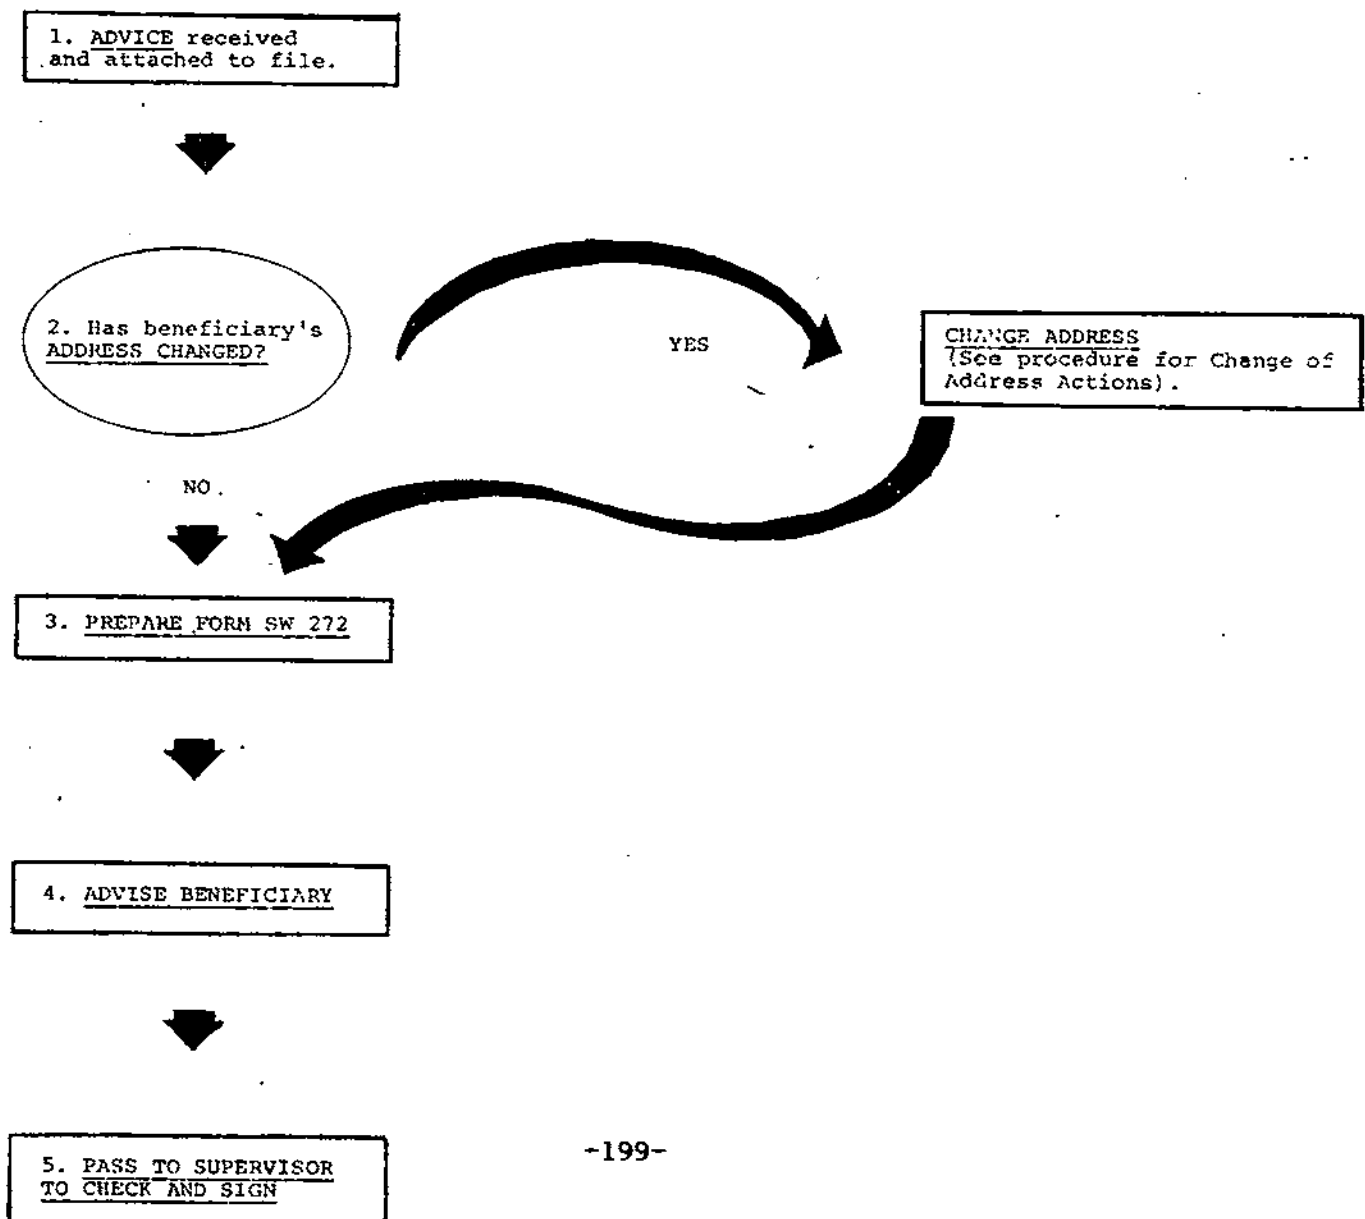 1. ADVICE received
and attached to file.
2. Has beneficiary's
ADDRESS CHANGED?
YES
CHANGE ADDRESS
(See procedure for Change of
Address Actions).
NO
3. PREPARE FORM SW 272
4. ADVISE BENEFICIARY
5. PASS TO SUPERVISOR
TO CHECK AND SIGN
-199-